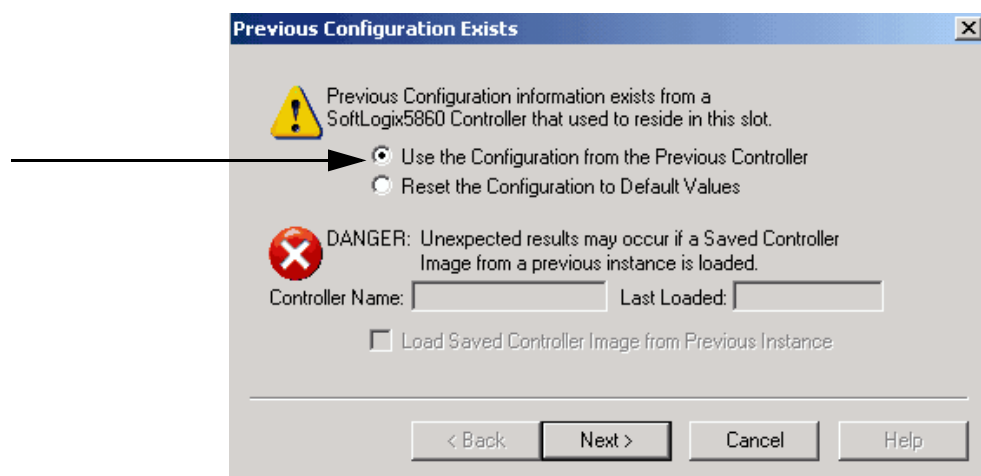 Previous Configuration Exists
Previous Configuration information exists from a
SoftLogix5860 Controller that used to reside in this slot.
Use the Configuration from the Previous Controller
Reset the Configuration to Default Values
DANGER: Unexpected results may occur if a Saved Controller
Image from a previous instance is loaded.
Controller Name: Last Loaded:
Load Saved Controller Image from Previous Instance
< Back Next > Cancel Help